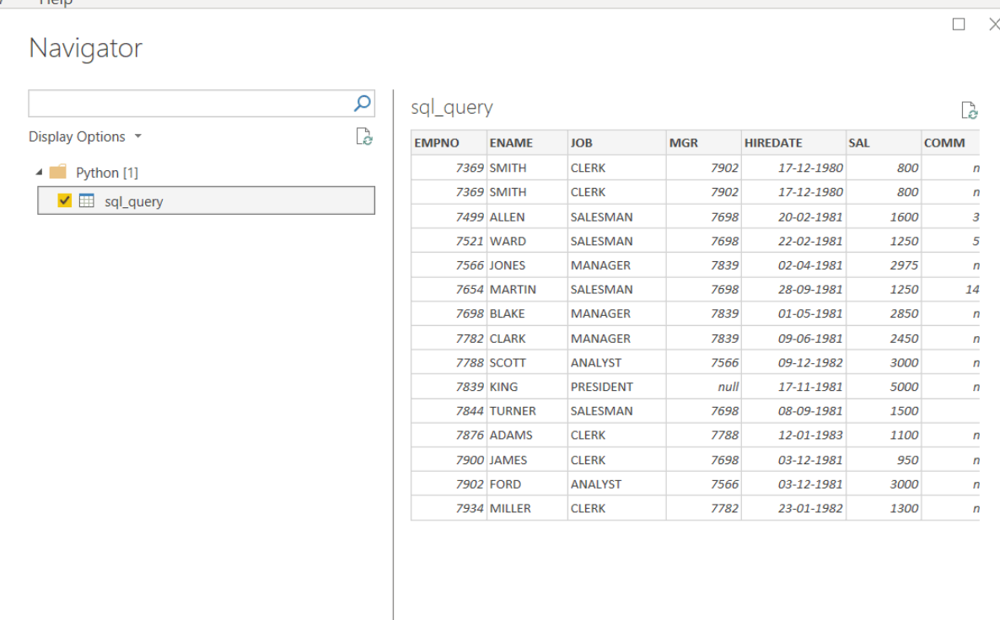 Help
Navigator
Display Options
Python [1]
sql_query
sql_query
EMPNO ENAME JOB MGR HIREDATE SAL COMM
7369 SMITH CLERK 7902 17-12-1980 800 n
7369 SMITH CLERK 7902 17-12-1980 800 n
7499 ALLEN SALESMAN 7698 20-02-1981 1600 3
7521 WARD SALESMAN 7698 22-02-1981 1250 5
7566 JONES MANAGER 7839 02-04-1981 2975 n
7654 MARTIN SALESMAN 7698 28-09-1981 1250 14
7698 BLAKE MANAGER 7839 01-05-1981 2850 n
7782 CLARK MANAGER 7839 09-06-1981 2450 n
7788 SCOTT ANALYST 7566 09-12-1982 3000 n
7839 KING PRESIDENT null 17-11-1981 5000 n
7844 TURNER SALESMAN 7698 08-09-1981 1500
7876 ADAMS CLERK 7788 12-01-1983 1100 n
7900 JAMES CLERK 7698 03-12-1981 950 n
7902 FORD ANALYST 7566 03-12-1981 3000 n
7934 MILLER CLERK 7782 23-01-1982 1300 n